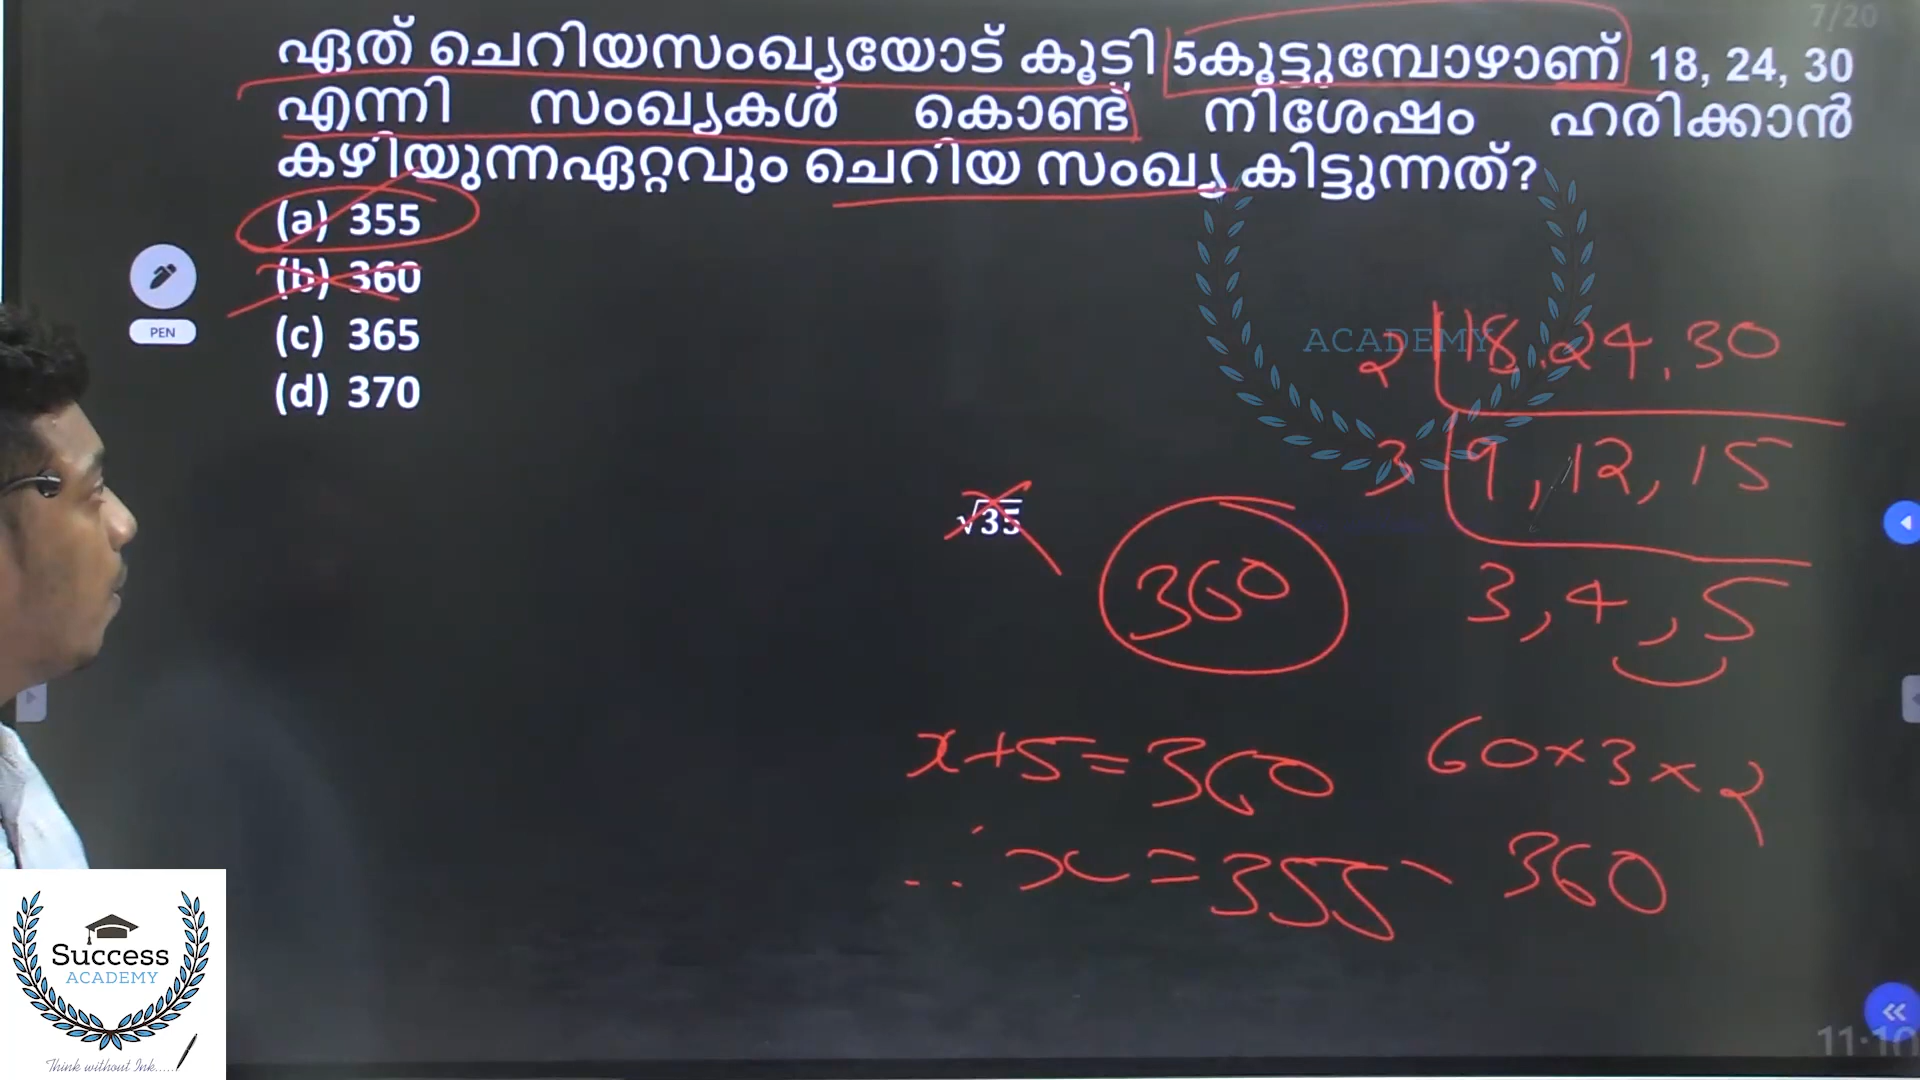 7/20
ഏത് ചെറിയസംഖ്യയോട് കൂടി 5കൂട്ടുമ്പോഴാണ് 18, 24, 30
എന്നി സംഖ്യകൾ കൊണ്ട് നിശേഷം ഹരിക്കാൻ
കഴിയുന്നഏറ്റവും ചെറിയ സംഖ്യ കിട്ടുന്നത്?
(a) 355
(b) 360
(c) 365
(d) 370
PEN
ACADEMY
2 18, 24, 30
3 9, 12, 15
3, 4, 5
√35
360
x+5=360
60×3×2
∴ x = 355
360
Success
ACADEMY
Think without Ink.....
11:10